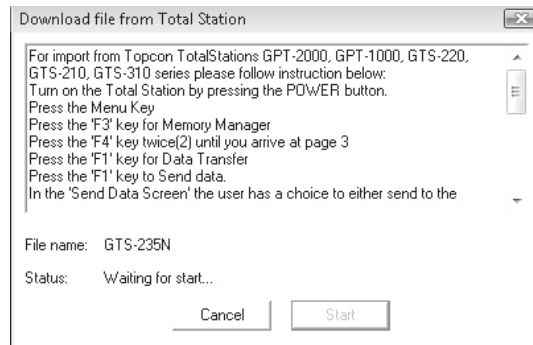 Download file from Total Station
For import from Topcon TotalStations GPT-2000, GPT-1000, GTS-220,
GTS-210, GTS-310 series please follow instruction below:
Turn on the Total Station by pressing the POWER button.
Press the Menu Key
Press the 'F3' key for Memory Manager
Press the 'F4' key twice(2) until you arrive at page 3
Press the 'F1' key for Data Transfer
Press the 'F1' key to Send data.
In the 'Send Data Screen' the user has a choice to either send to the
File name: GTS-235N
Status: Waiting for start...
Cancel Start